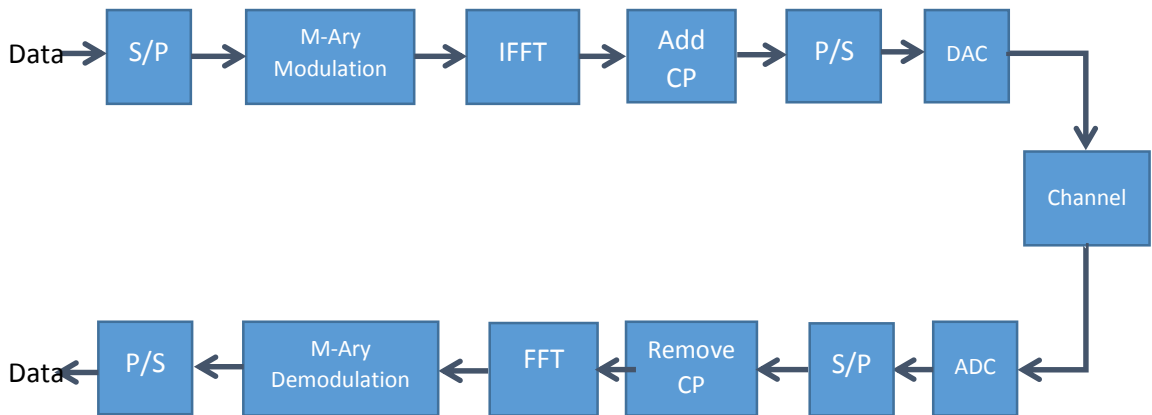 Data
S/P
M-Ary
Modulation
IFFT
Add
CP
P/S
DAC
Channel
Data
P/S
M-Ary
Demodulation
FFT
Remove
CP
S/P
ADC